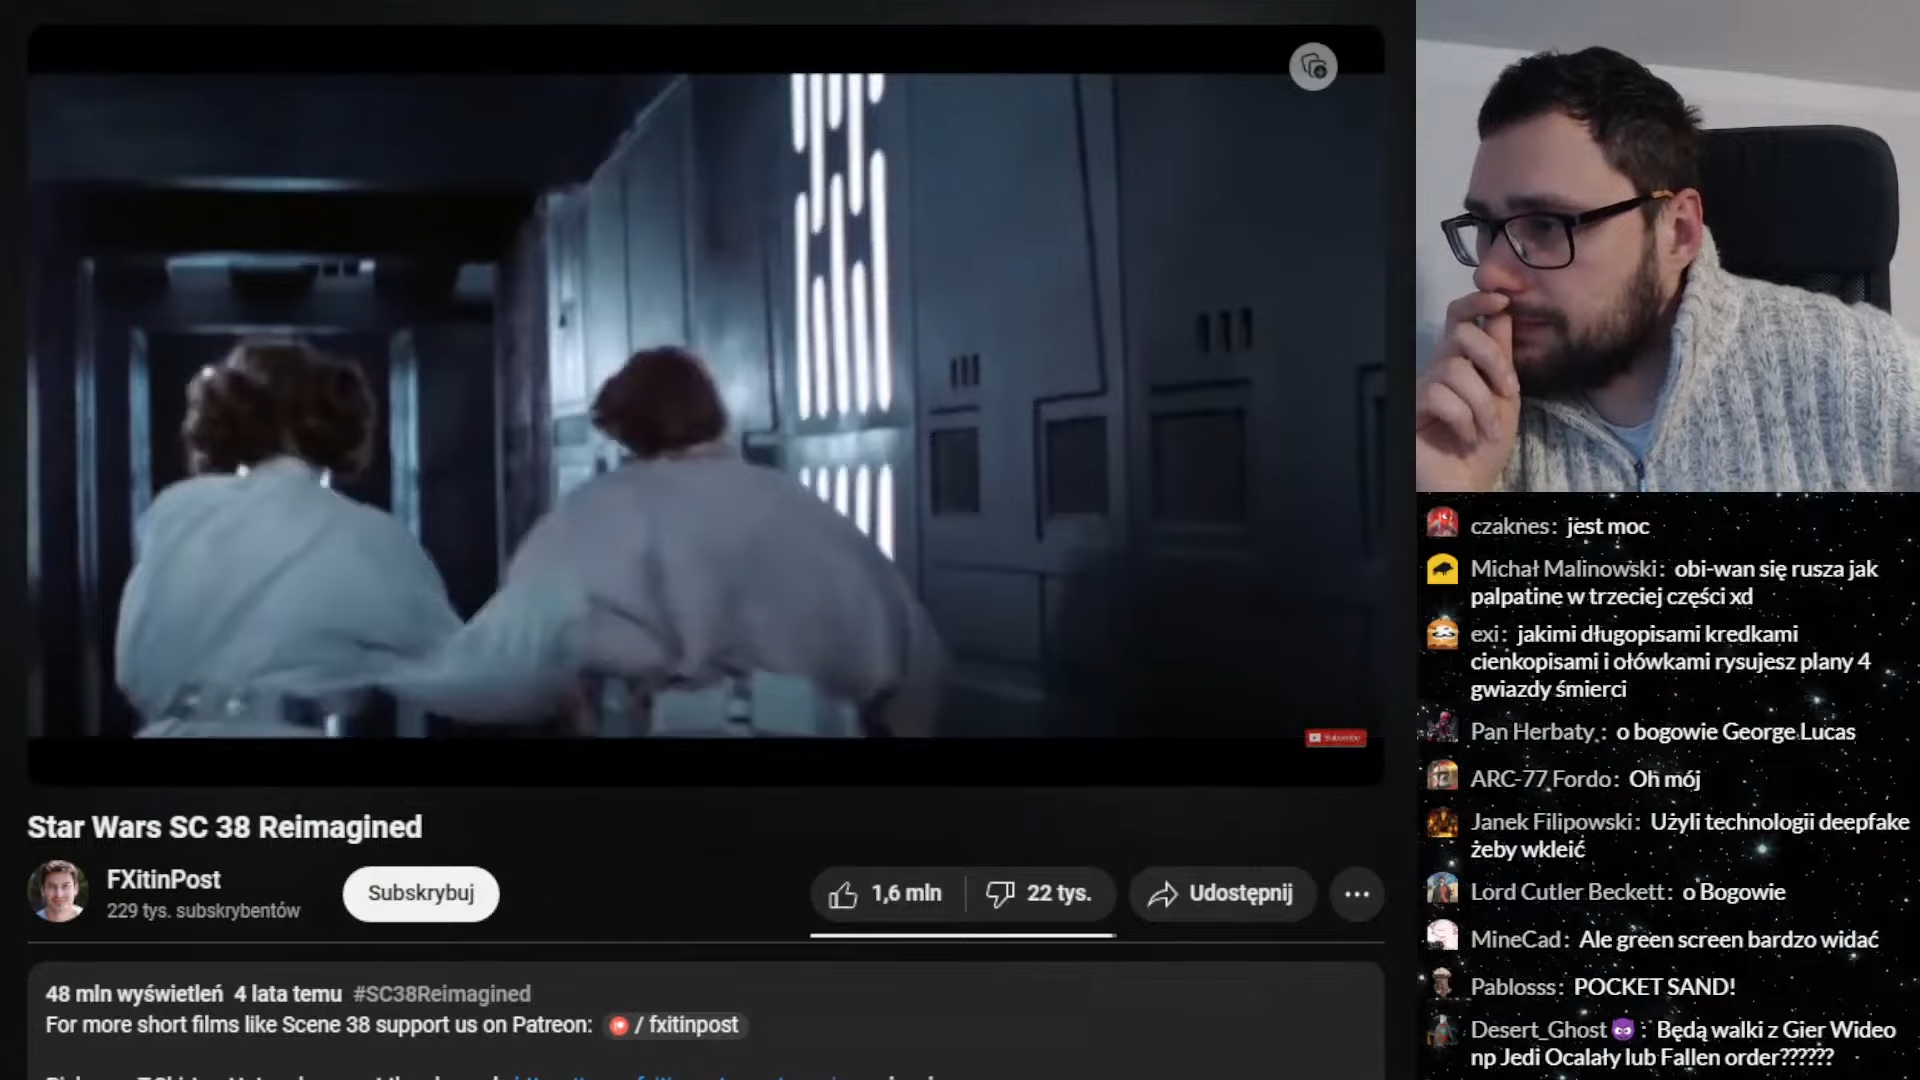 Subscribe
Star Wars SC 38 Reimagined
FXitinPost
229 tys. subskrybentów
Subskrybuj
1,6 mln
22 tys.
Udostępnij
48 mln wyświetleń 4 lata temu #SC38Reimagined
For more short films like Scene 38 support us on Patreon: / fxitinpost
czaknes: jest moc
Michał Malinowski: obi-wan się rusza jak
palpatine w trzeciej części xd
exi: jakimi długopisami kredkami
cienkopisami i ołówkami rysujesz plany 4
gwiazdy śmierci
Pan Herbaty.: o bogowie George Lucas
ARC-77 Fordo: Oh mój
Janek Filipowski: Użyli technologii deepfake
żeby wkleić
Lord Cutler Beckett: o Bogowie
MineCad: Ale green screen bardzo widać
Pablosss: POCKET SAND!
Desert_Ghost😈: Będą walki z Gier Wideo
np Jedi Ocalały lub Fallen order??????